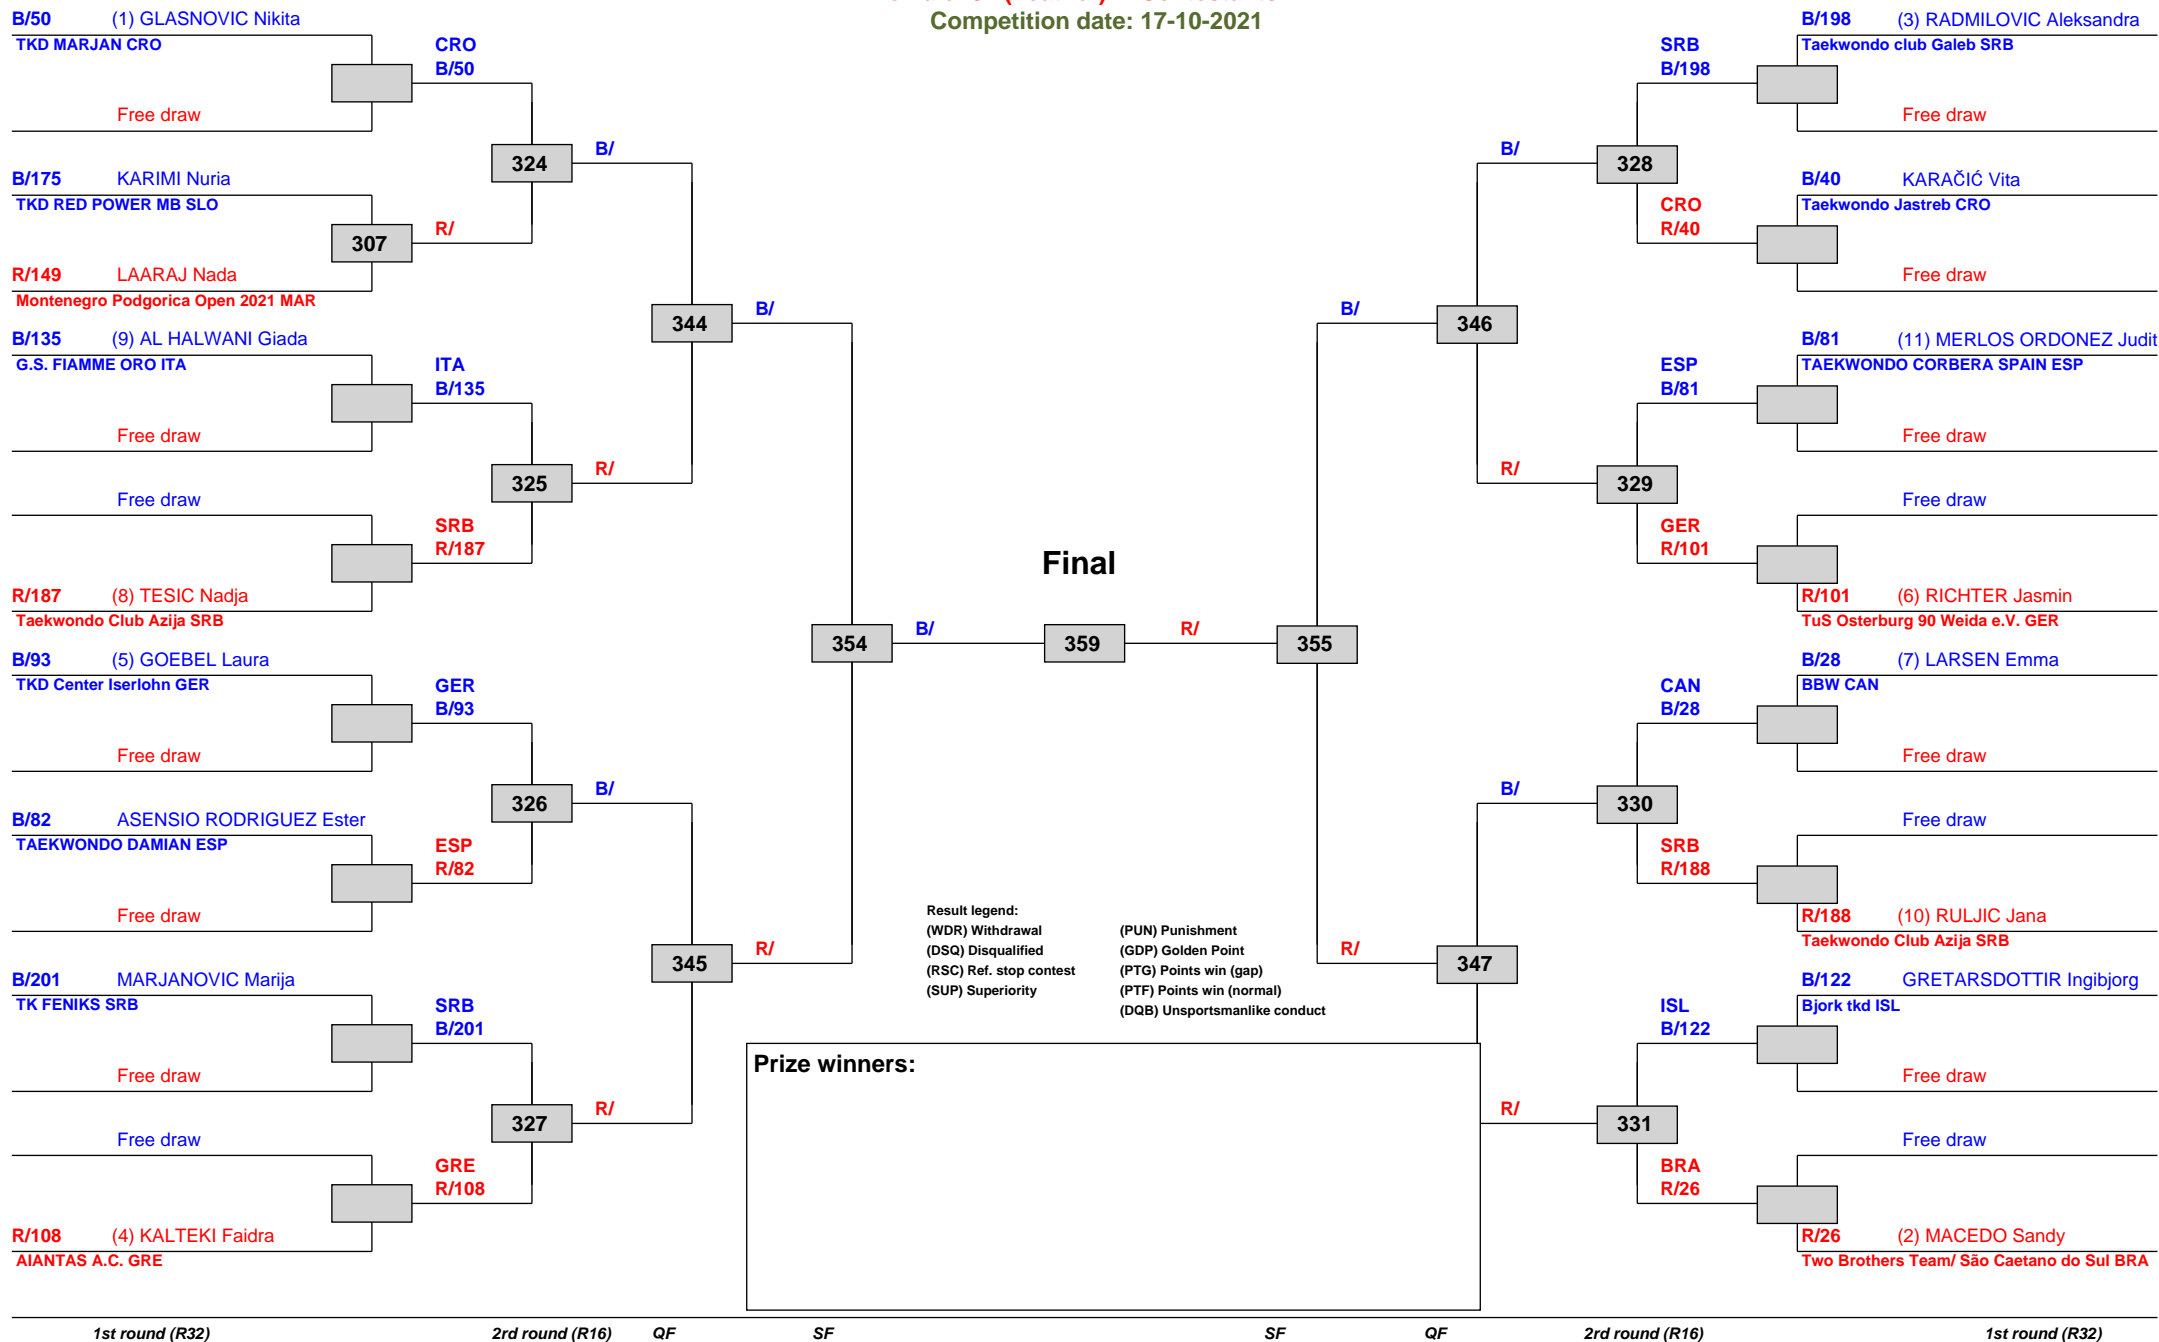 Competition date: 17-10-2021
B/50 (1) GLASNOVIC Nikita
TKD MARJAN CRO
Free draw
CRO
B/50
324
B/175 KARIMI Nuria
TKD RED POWER MB SLO
307
R/
R/149 LAARAJ Nada
Montenegro Podgorica Open 2021 MAR
B/
344
B/
B/135 (9) AL HALWANI Giada
G.S. FIAMME ORO ITA
Free draw
ITA
B/135
325
R/
Free draw
SRB
R/187
R/187 (8) TESIC Nadja
Taekwondo Club Azija SRB
354
B/
B/93 (5) GOEBEL Laura
TKD Center Iserlohn GER
Free draw
GER
B/93
326
B/
B/82 ASENSIO RODRIGUEZ Ester
TAEKWONDO DAMIAN ESP
ESP
R/82
Free draw
345
R/
B/201 MARJANOVIC Marija
TK FENIKS SRB
SRB
B/201
Free draw
327
R/
Free draw
GRE
R/108
R/108 (4) KALTEKI Faidra
AIANTAS A.C. GRE
Final
359
R/
355
B/198 (3) RADMILOVIC Aleksandra
Taekwondo club Galeb SRB
SRB
B/198
Free draw
B/
328
B/40 KARAČIĆ Vita
Taekwondo Jastreb CRO
CRO
R/40
Free draw
B/
346
B/81 (11) MERLOS ORDONEZ Judit
TAEKWONDO CORBERA SPAIN ESP
ESP
B/81
Free draw
R/
329
Free draw
GER
R/101
R/101 (6) RICHTER Jasmin
TuS Osterburg 90 Weida e.V. GER
B/28 (7) LARSEN Emma
BBW CAN
CAN
B/28
Free draw
B/
330
Free draw
SRB
R/188
R/188 (10) RULJIC Jana
Taekwondo Club Azija SRB
R/
347
B/122 GRETARSDOTTIR Ingibjorg
Bjork tkd ISL
ISL
B/122
Free draw
R/
331
Free draw
BRA
R/26
R/26 (2) MACEDO Sandy
Two Brothers Team/ São Caetano do Sul BRA
Result legend:
(WDR) Withdrawal
(DSQ) Disqualified
(RSC) Ref. stop contest
(SUP) Superiority
(PUN) Punishment
(GDP) Golden Point
(PTG) Points win (gap)
(PTF) Points win (normal)
(DQB) Unsportsmanlike conduct
Prize winners:
1st round (R32) 2rd round (R16) QF SF SF QF 2rd round (R16) 1st round (R32)